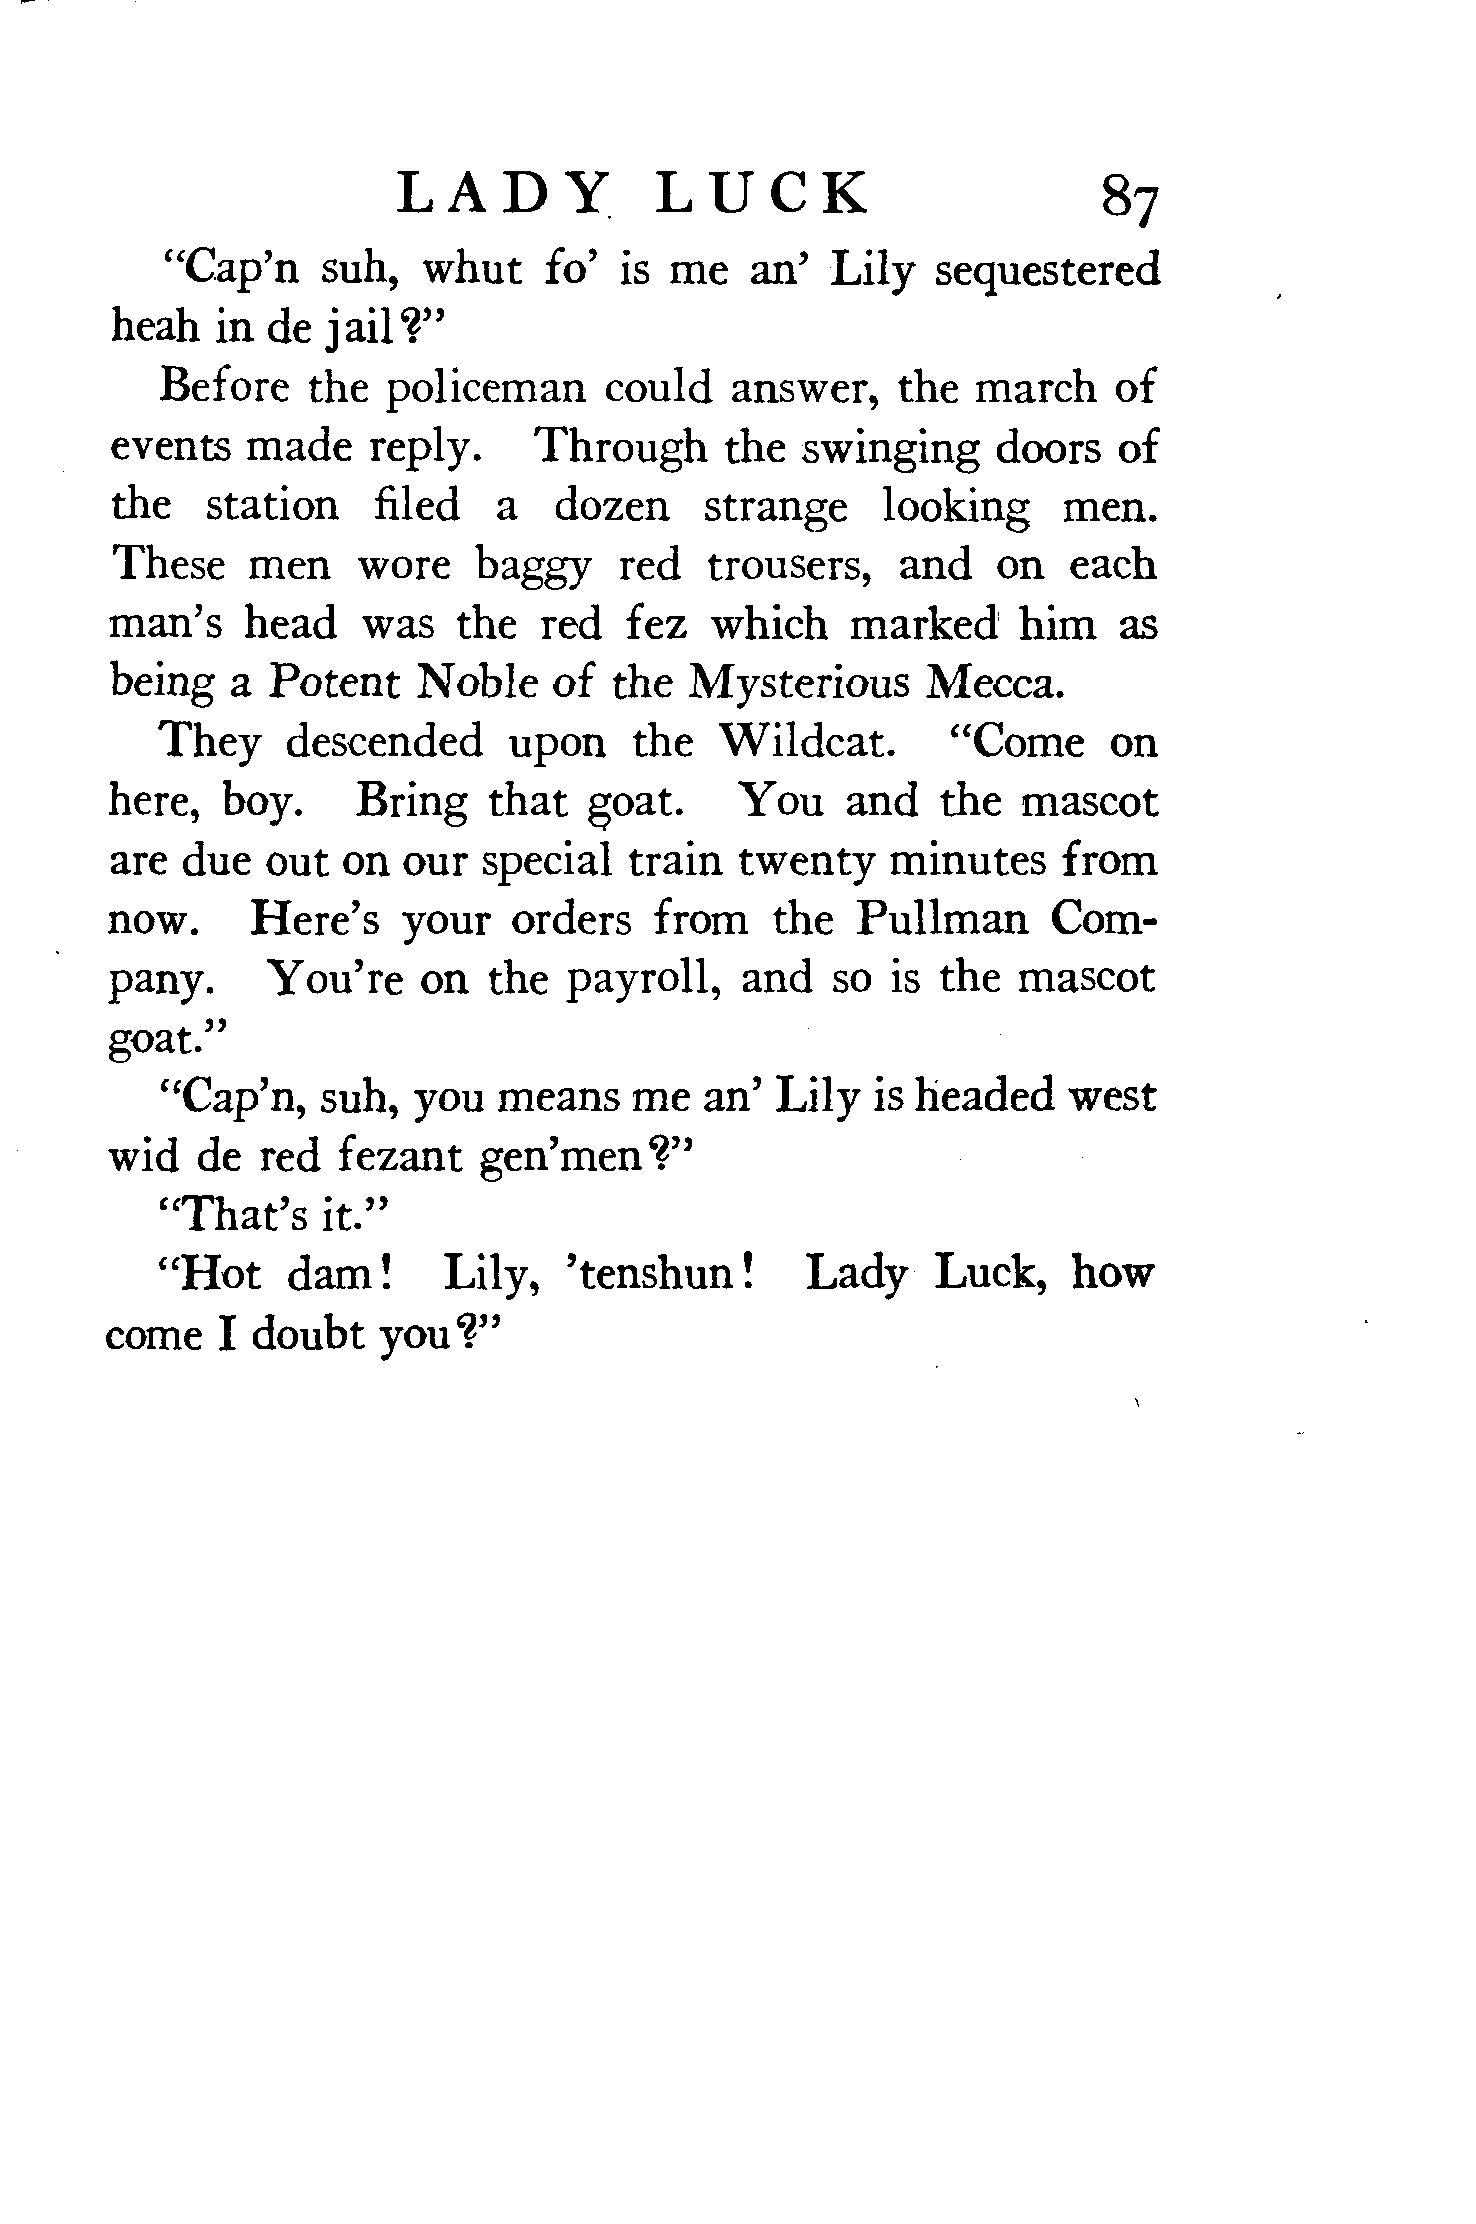 LADY LUCK 87
“Cap’n suh, whut fo’ is me an’ Lily sequestered
heah in de jail?”
Before the policeman could answer, the march of
events made reply. Through the swinging doors of
the station filed a dozen strange looking men.
These men wore baggy red trousers, and on each
man’s head was the red fez which marked him as
being a Potent Noble of the Mysterious Mecca.
They descended upon the Wildcat. “Come on
here, boy. Bring that goat. You and the mascot
are due out on our special train twenty minutes from
now. Here’s your orders from the Pullman Com-
pany. You’re on the payroll, and so is the mascot
goat.”
“Cap’n, suh, you means me an’ Lily is headed west
wid de red fezant gen’men?”
“That’s it.”
“Hot dam! Lily, ’tenshun! Lady Luck, how
come I doubt you?”